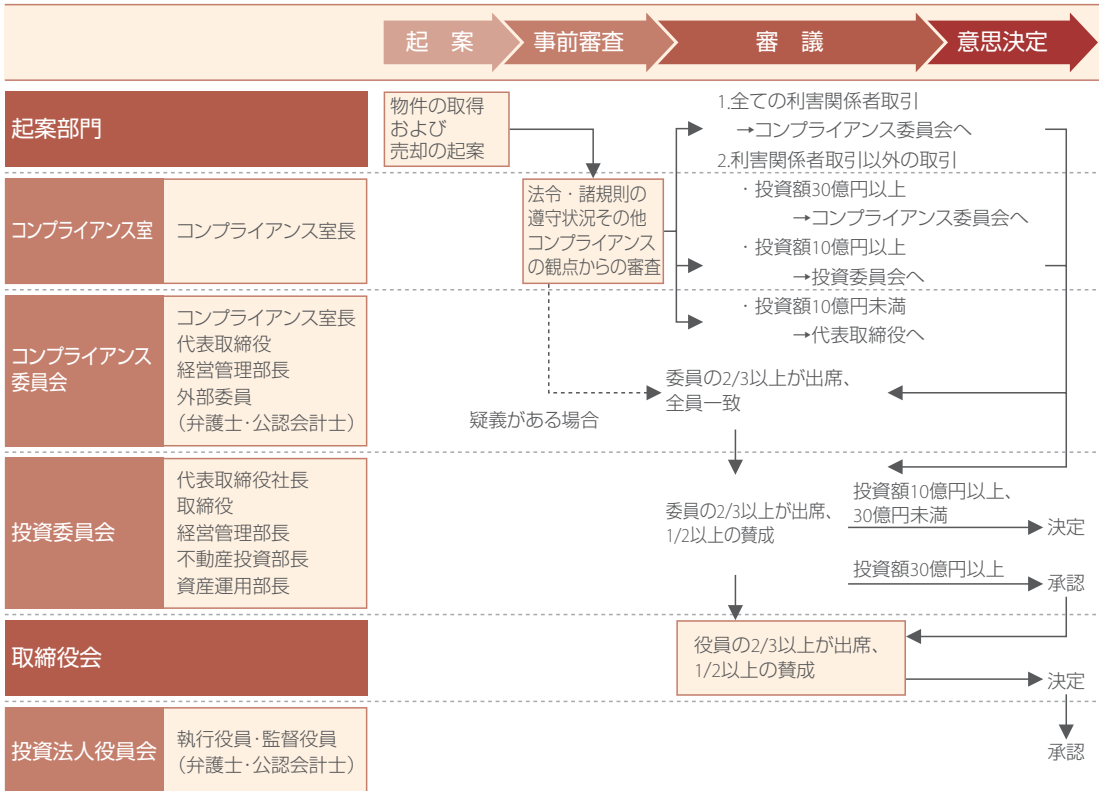 起 案
事前審査
審 議
意思決定
起案部門
物件の取得
および
売却の起案
1.全ての利害関係者取引
→コンプライアンス委員会へ
2.利害関係者取引以外の取引
・投資額30億円以上
→コンプライアンス委員会へ
・投資額10億円以上
→投資委員会へ
・投資額10億円未満
→代表取締役へ
コンプライアンス室
コンプライアンス室長
法令・諸規則の
遵守状況その他
コンプライアンス
の観点からの審査
コンプライアンス
委員会
コンプライアンス室長
代表取締役
経営管理部長
外部委員
（弁護士・公認会計士）
疑義がある場合
委員の2/3以上が出席、
全員一致
投資委員会
代表取締役社長
取締役
経営管理部長
不動産投資部長
資産運用部長
委員の2/3以上が出席、
1/2以上の賛成
投資額10億円以上、
30億円未満
決定
投資額30億円以上
承認
取締役会
役員の2/3以上が出席、
1/2以上の賛成
決定
投資法人役員会
執行役員・監督役員
（弁護士・公認会計士）
承認